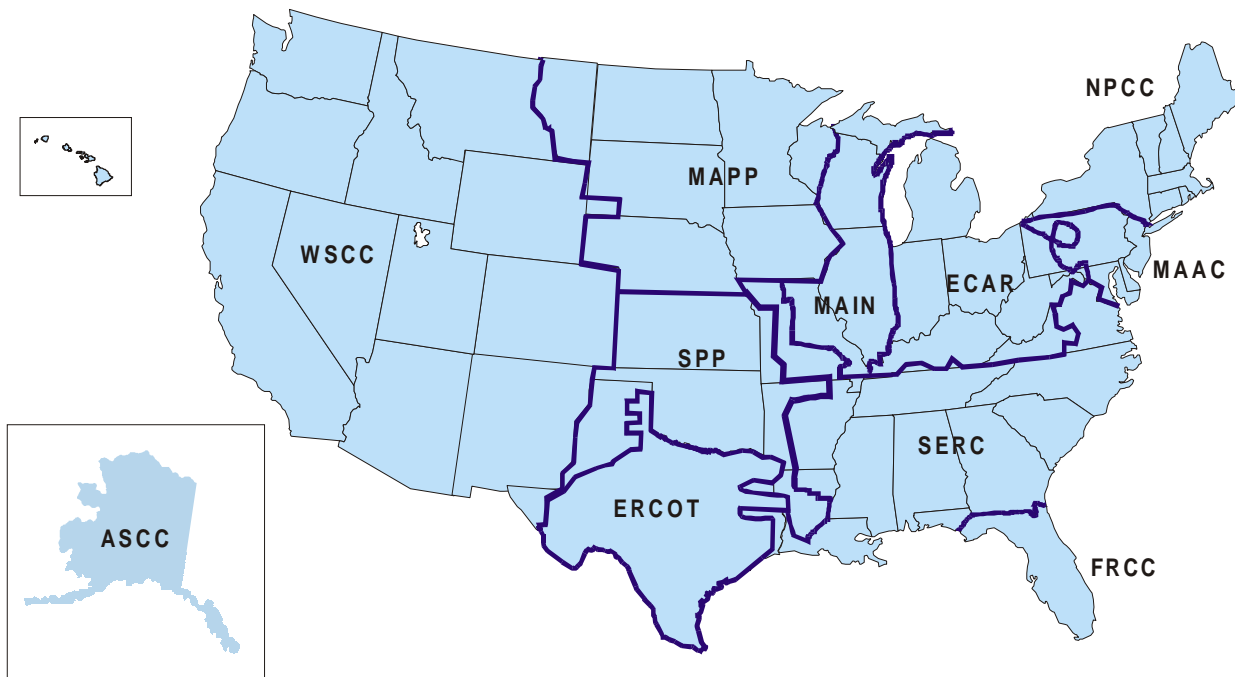 NPCC
MAPP
WSCC
MAAC
ECAR
MAIN
SPP
SERC
ERCOT
ASCC
FRCC